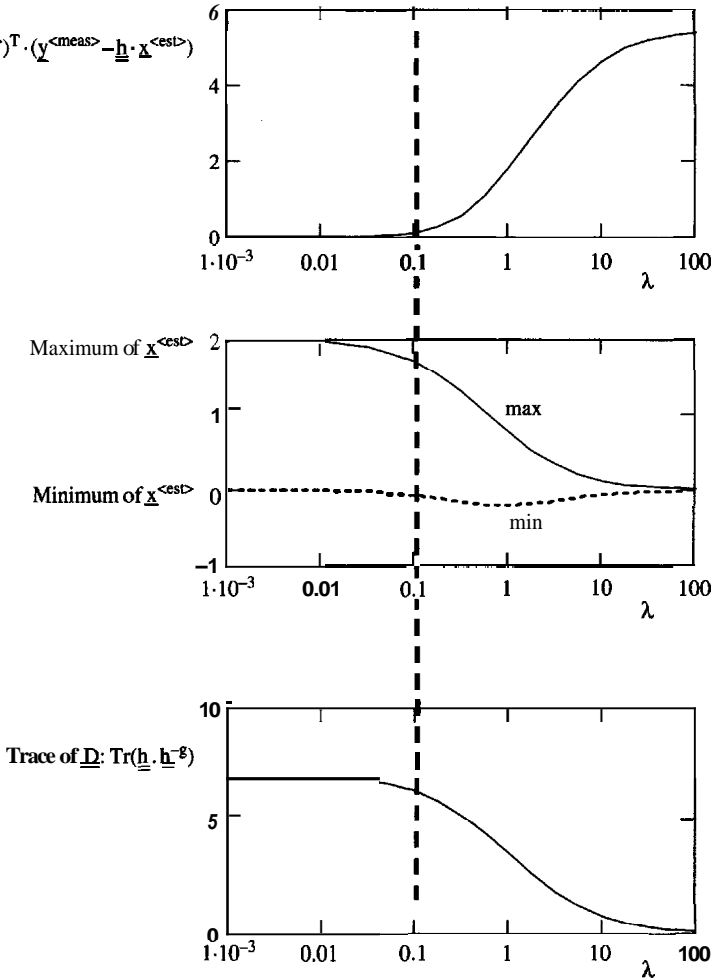 6
)ᵀ · (y<meas> – h · x<est>)
4
2
0
1·10⁻³ 0.01 0.1 1 10 100
λ
Maximum of x<est> 2
max
1
Minimum of x<est> 0
min
–1
1·10⁻³ 0.01 0.1 1 10 100
λ
10
Trace of D: Tr(h . h⁻ᵍ)
5
0
1·10⁻³ 0.01 0.1 1 10 100
λ